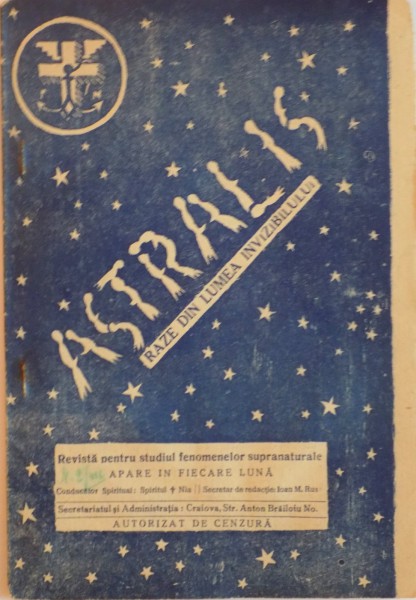 ASTRALIS
RAZE DIN LUMEA INVIZIBILULUI
Revistă pentru studiul fenomenelor supranaturale
APARE IN FIECARE LUNĂ
Conducător Spiritual: Spiritul ✝ Nia || Secretar de redacție: Ioan M. Rus
Secretariatul și Administrația: Craiova, Str. Anton Brăiloiu No.
AUTORIZAT DE CENZURĂ